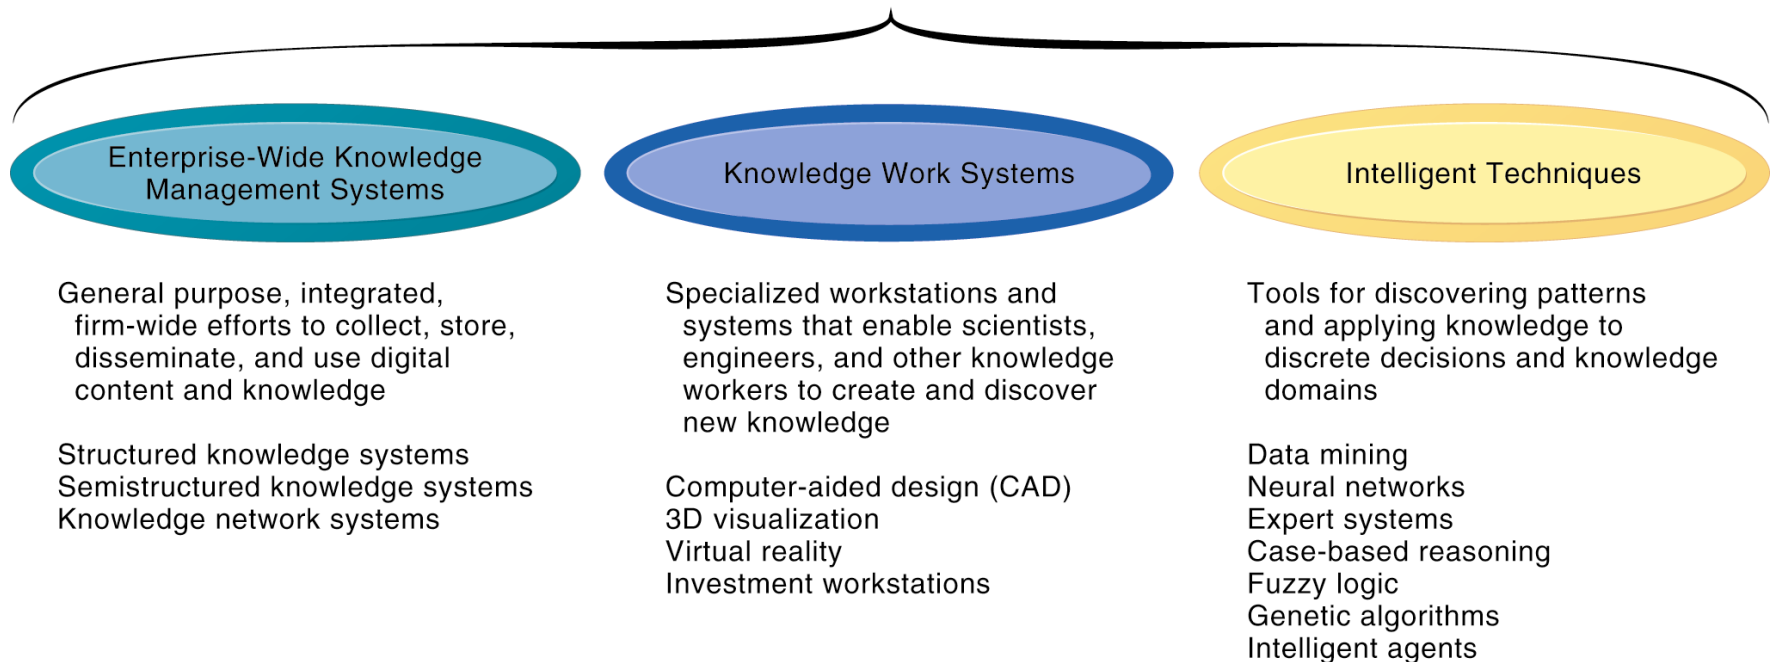 Enterprise-Wide Knowledge
Management Systems
General purpose, integrated,
firm-wide efforts to collect, store,
disseminate, and use digital
content and knowledge
Structured knowledge systems
Semistructured knowledge systems
Knowledge network systems
Knowledge Work Systems
Specialized workstations and
systems that enable scientists,
engineers, and other knowledge
workers to create and discover
new knowledge
Computer-aided design (CAD)
3D visualization
Virtual reality
Investment workstations
Intelligent Techniques
Tools for discovering patterns
and applying knowledge to
discrete decisions and knowledge
domains
Data mining
Neural networks
Expert systems
Case-based reasoning
Fuzzy logic
Genetic algorithms
Intelligent agents